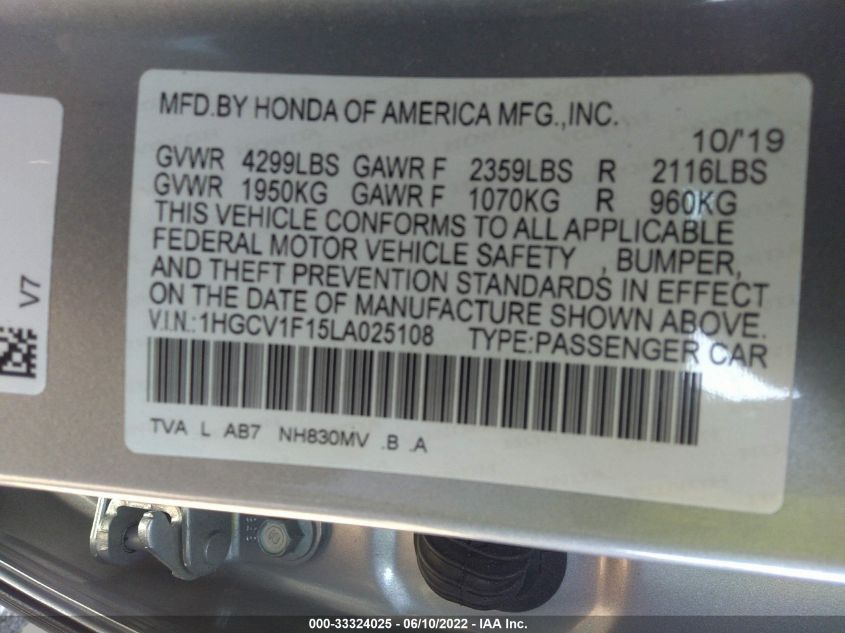 MFD.BY HONDA OF AMERICA MFG.,INC.
10/'19
GVWR 4299LBS GAWR F 2359LBS R 2116LBS
GVWR 1950KG GAWR F 1070KG R 960KG
THIS VEHICLE CONFORMS TO ALL APPLICABLE
FEDERAL MOTOR VEHICLE SAFETY , BUMPER,
AND THEFT PREVENTION STANDARDS IN EFFECT
ON THE DATE OF MANUFACTURE SHOWN ABOVE.
V.I.N.:1HGCV1F15LA025108 TYPE:PASSENGER CAR
TVA L AB7 NH830MV .B .A
V7
000-33324025 - 06/10/2022 - IAA Inc.